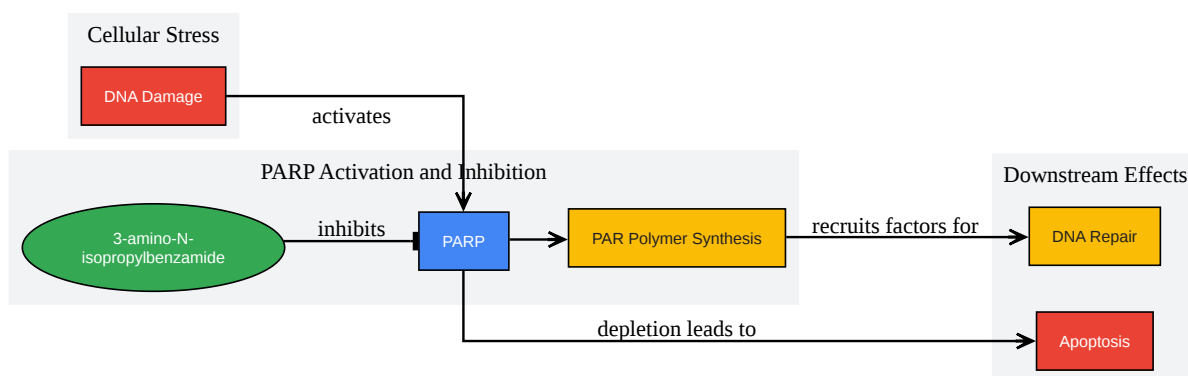 Cellular Stress
DNA Damage
activates
PARP Activation and Inhibition
Downstream Effects
3-amino-N-
isopropylbenzamide
inhibits
PARP
PAR Polymer Synthesis
recruits factors for
DNA Repair
depletion leads to
Apoptosis